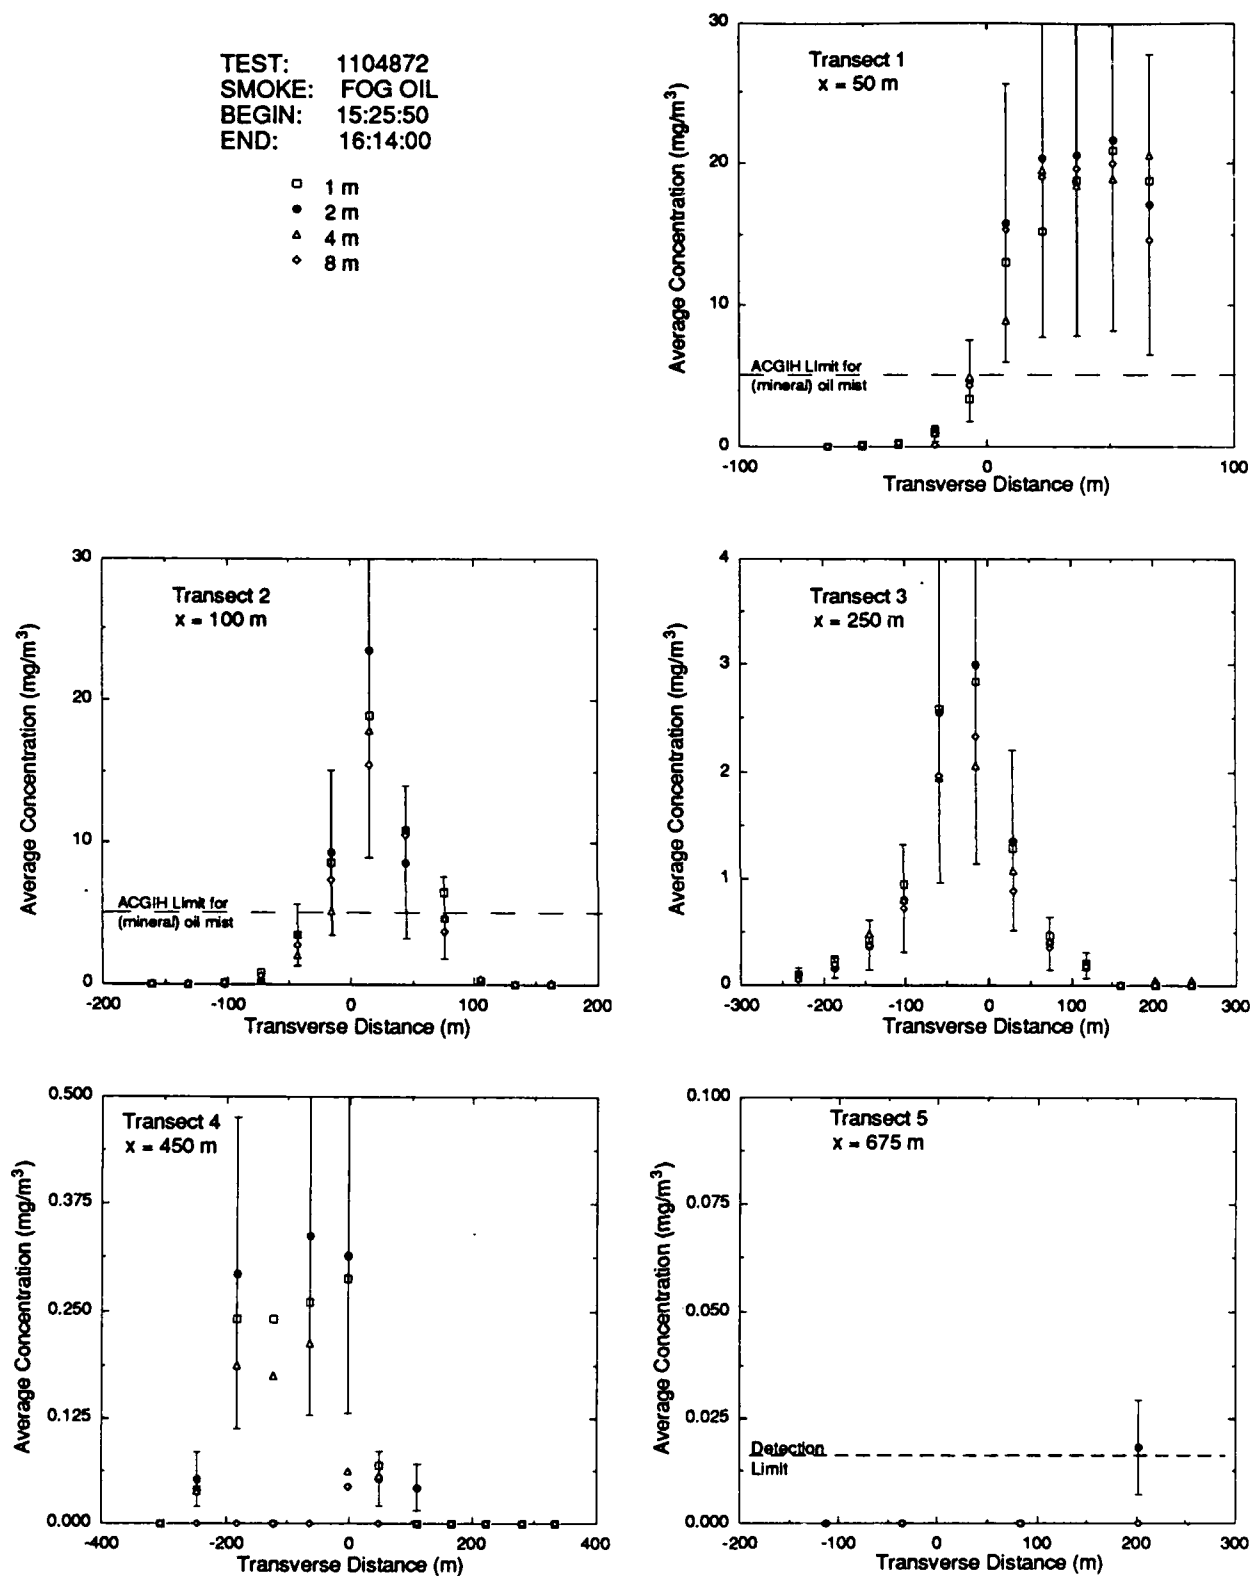 TEST: 1104872
SMOKE: FOG OIL
BEGIN: 15:25:50
END: 16:14:00
1 m
2 m
4 m
8 m
Transect 1
x = 50 m
Average Concentration (mg/m³)
30
20
10
0
ACGIH Limit for
(mineral) oil mist
-100
0
100
Transverse Distance (m)
Transect 2
x = 100 m
Average Concentration (mg/m³)
30
20
10
0
ACGIH Limit for
(mineral) oil mist
-200
-100
0
100
200
Transverse Distance (m)
Transect 3
x = 250 m
Average Concentration (mg/m³)
4
3
2
1
0
-300
-200
-100
0
100
200
300
Transverse Distance (m)
Transect 4
x = 450 m
Average Concentration (mg/m³)
0.500
0.375
0.250
0.125
0.000
-400
-200
0
200
400
Transverse Distance (m)
Transect 5
x = 675 m
Average Concentration (mg/m³)
0.100
0.075
0.050
0.025
0.000
Detection
Limit
-200
-100
0
100
200
300
Transverse Distance (m)